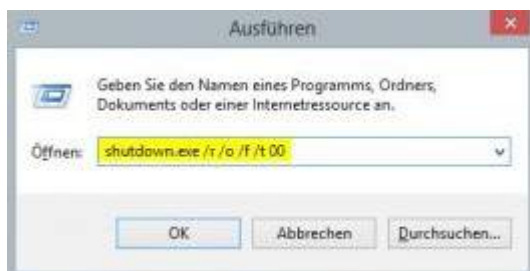 Ausführen
Geben Sie den Namen eines Programms, Ordners,
Dokuments oder einer Internetressource an.
Öffnen: shutdown.exe /r /o /f /t 00
OK Abbrechen Durchsuchen...